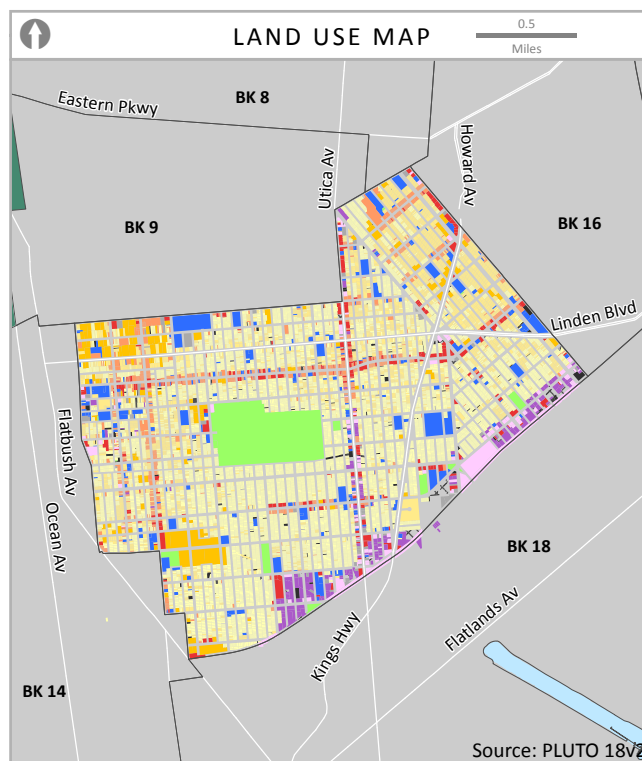 LAND USE MAP
0.5
Miles
Eastern Pkwy
BK 8
Utica Av
Howard Av
BK 9
BK 16
Linden Blvd
Flatbush Av
Ocean Av
BK 18
Kings Hwy
Flatlands Av
BK 14
Source: PLUTO 18v2